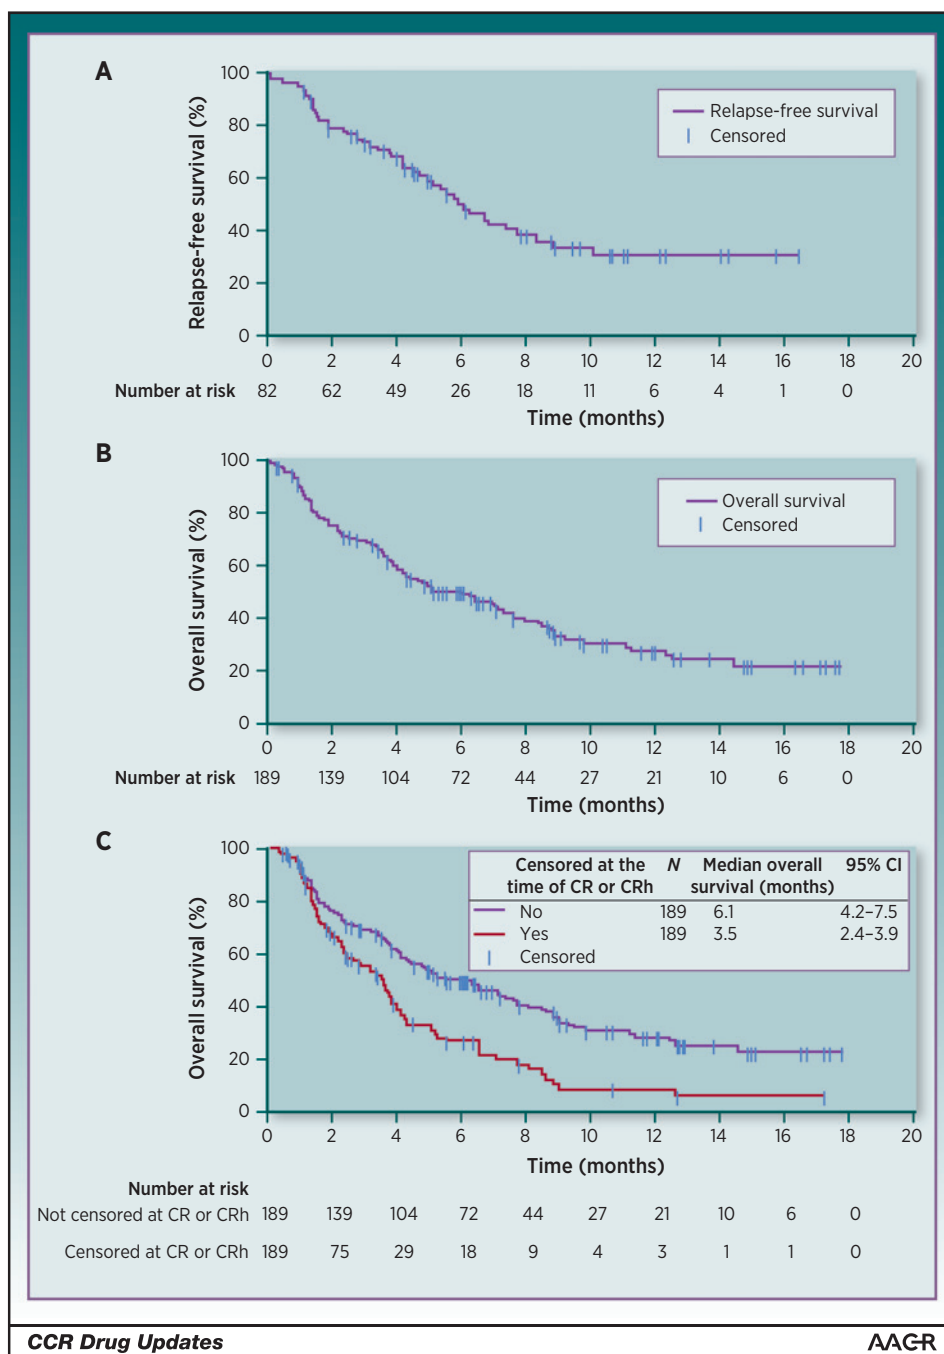 A
Relapse-free survival (%)
100
80
60
40
20
0
Relapse-free survival
Censored
0 2 4 6 8 10 12 14 16 18 20
Number at risk 82 62 49 26 18 11 6 4 1 0
Time (months)
B
Overall survival (%)
100
80
60
40
20
0
Overall survival
Censored
0 2 4 6 8 10 12 14 16 18 20
Number at risk 189 139 104 72 44 27 21 10 6 0
Time (months)
C
Overall survival (%)
100
80
60
40
20
0
Censored at the N Median overall 95% CI
time of CR or CRh survival (months)
No 189 6.1 4.2–7.5
Yes 189 3.5 2.4–3.9
Censored
0 2 4 6 8 10 12 14 16 18 20
Time (months)
Number at risk
Not censored at CR or CRh 189 139 104 72 44 27 21 10 6 0
Censored at CR or CRh 189 75 29 18 9 4 3 1 1 0
CCR Drug Updates
AACR